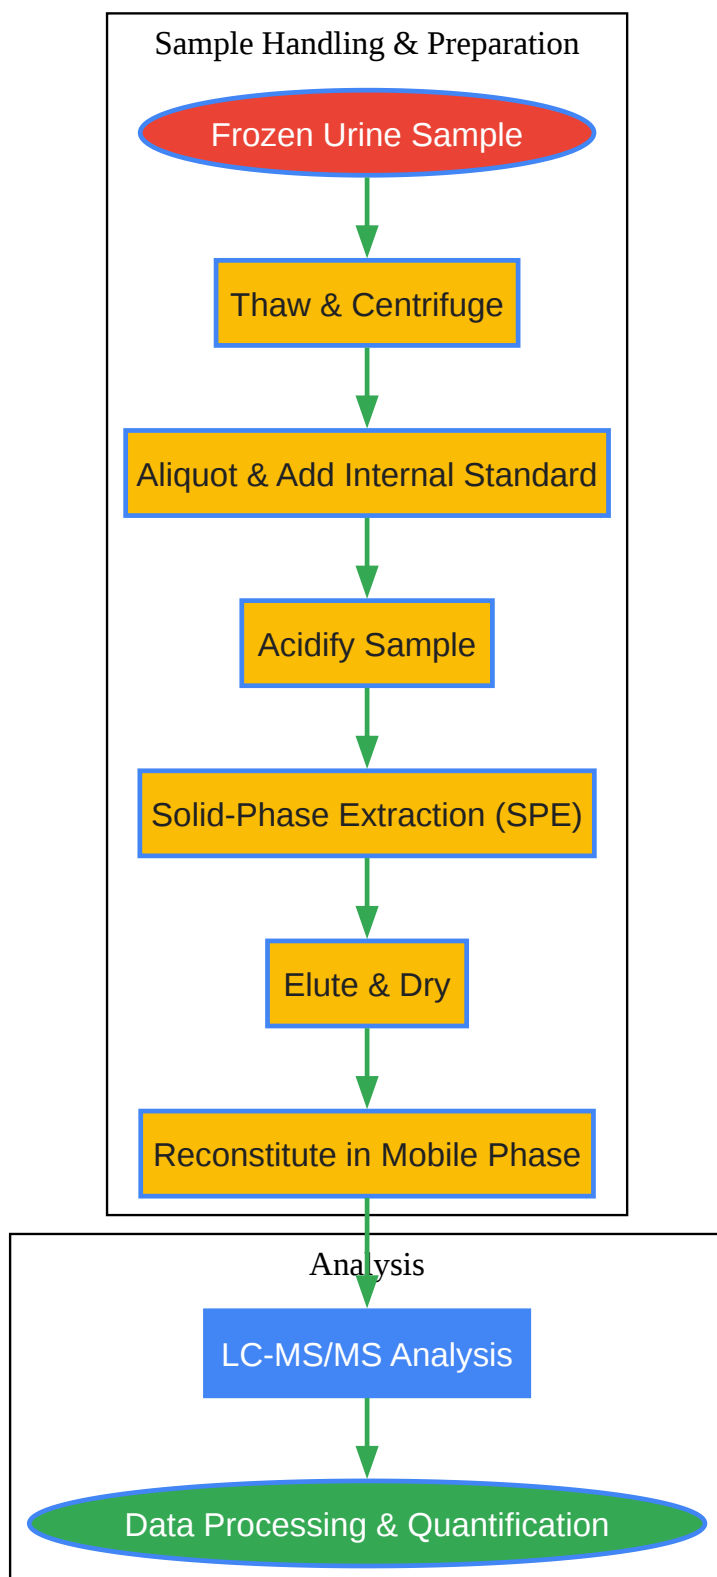 Sample Handling & Preparation
Frozen Urine Sample
Thaw & Centrifuge
Aliquot & Add Internal Standard
Acidify Sample
Solid-Phase Extraction (SPE)
Elute & Dry
Reconstitute in Mobile Phase
Analysis
LC-MS/MS Analysis
Data Processing & Quantification